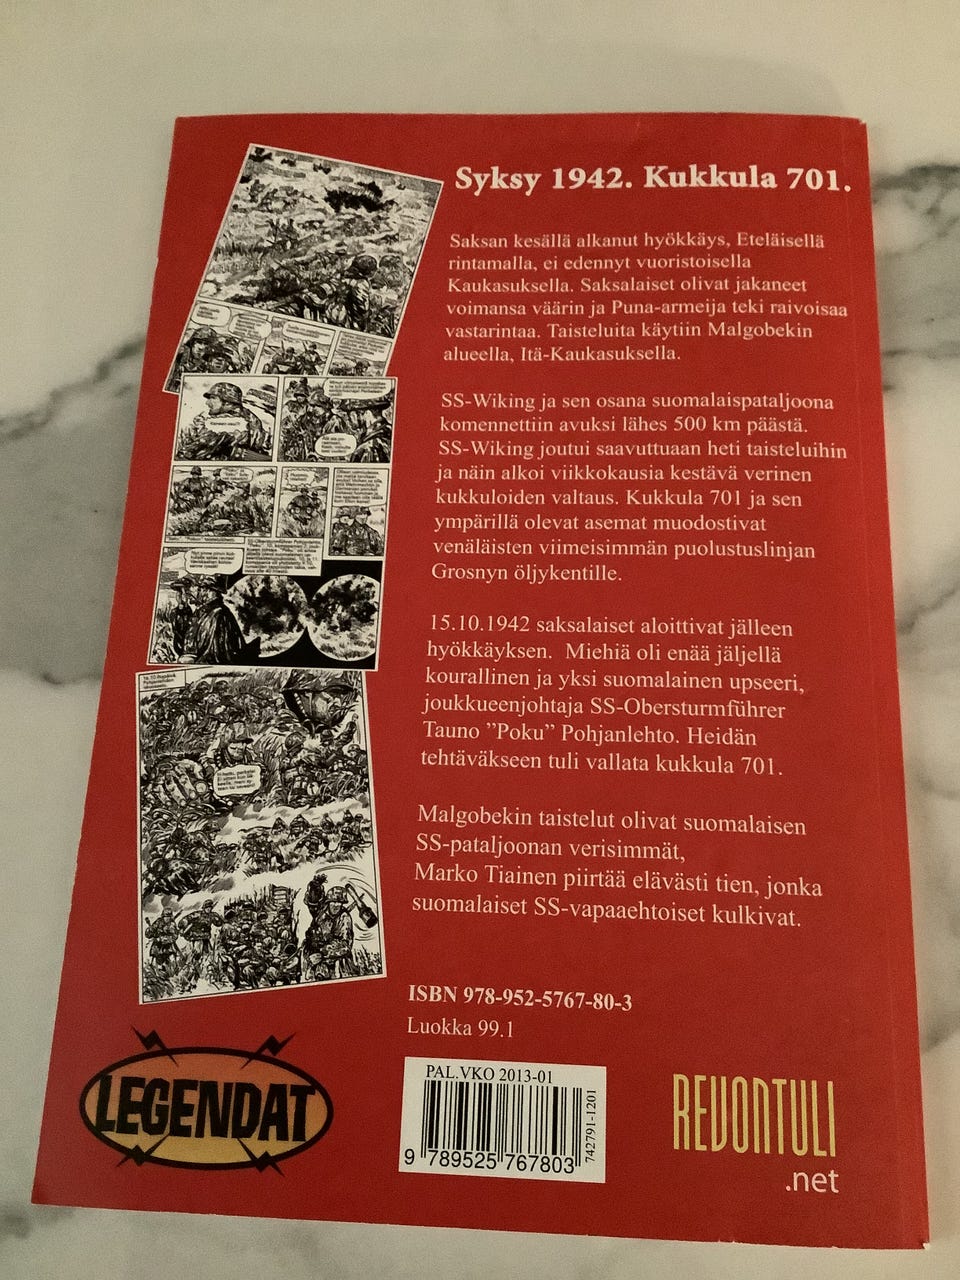 Syksy 1942. Kukkula 701.
Saksan kesällä alkanut hyökkäys, Eteläisellä
rintamalla, ei edennyt vuoristoisella
Kaukasuksella. Saksalaiset olivat jakaneet
voimansa väärin ja Puna-armeija teki raivoisaa
vastarintaa. Taisteluita käytiin Malgobekin
alueella, Itä-Kaukasuksella.
SS-Wiking ja sen osana suomalaispataljoona
komennettiin avuksi lähes 500 km päästä.
SS-Wiking joutui saavuttuaan heti taisteluihin
ja näin alkoi viikkokausia kestävä verinen
kukkuloiden valtaus. Kukkula 701 ja sen
ympärillä olevat asemat muodostivat
venäläisten viimeisimmän puolustuslinjan
Grosnyn öljykentille.
15.10.1942 saksalaiset aloittivat jälleen
hyökkäyksen. Miehiä oli enää jäljellä
kourallinen ja yksi suomalainen upseeri,
joukkueenjohtaja SS-Obersturmführer
Tauno ”Poku” Pohjanlehto. Heidän
tehtäväkseen tuli vallata kukkula 701.
Malgobekin taistelut olivat suomalaisen
SS-pataljoonan verisimmät,
Marko Tiainen piirtää elävästi tien, jonka
suomalaiset SS-vapaaehtoiset kulkivat.
ISBN 978-952-5767-80-3
Luokka 99.1
PAL.VKO 2013-01
742791-1201
9 789525 767803
LEGENDAT
REVONTULI
.net